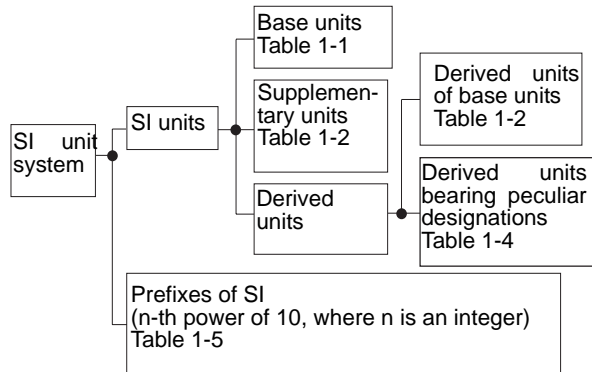 SI unit
system
SI units
Base units
Table 1-1
Supplemen-
tary units
Table 1-2
Derived
units
Derived units
of base units
Table 1-2
Derived units
bearing peculiar
designations
Table 1-4
Prefixes of SI
(n-th power of 10, where n is an integer)
Table 1-5